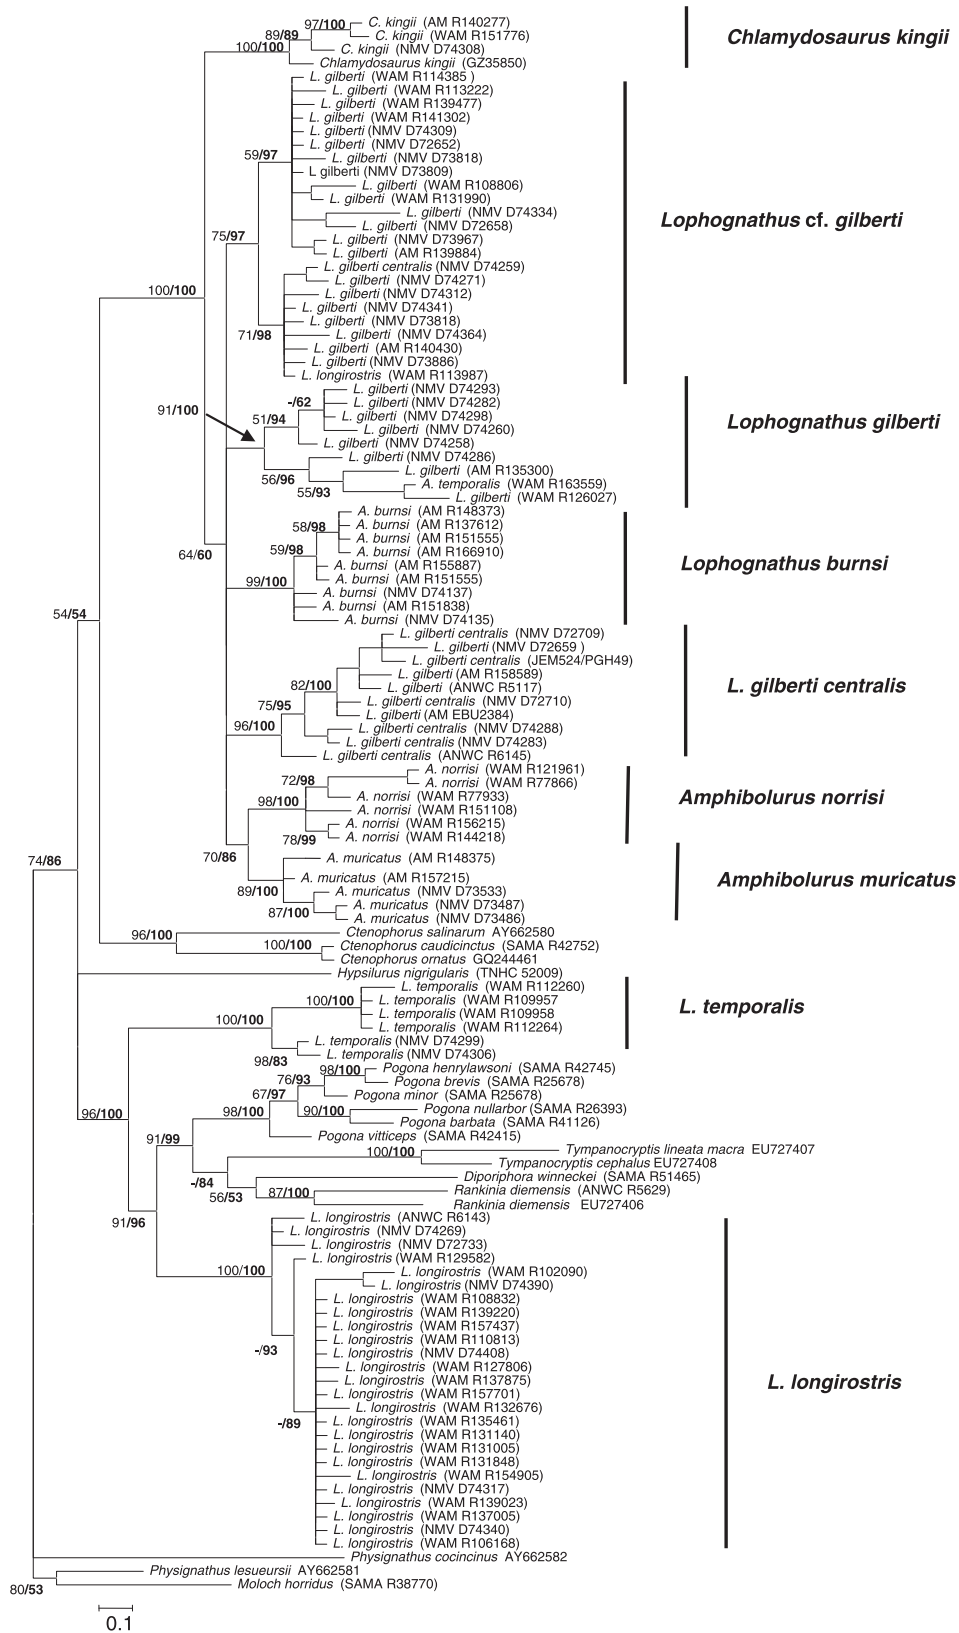 97/100
C. kingii (AM R140277)
C. kingii (WAM R151776)
89/89
C. kingii (NMV D74308)
100/100
Chlamydosaurus kingii (GZ35850)
Chlamydosaurus kingii
L. gilberti (WAM R114385 )
L. gilberti (WAM R113222)
L. gilberti (WAM R139477)
L. gilberti (WAM R141302)
L. gilberti (NMV D74309)
L. gilberti (NMV D72652)
59/97
L. gilberti (NMV D73818)
L gilberti (NMV D73809)
L. gilberti (WAM R108806)
L. gilberti (WAM R131990)
L. gilberti (NMV D74334)
L. gilberti (NMV D72658)
Lophognathus cf. gilberti
75/97
L. gilberti (NMV D73967)
L. gilberti (AM R139884)
L. gilberti centralis (NMV D74259)
L. gilberti (NMV D74271)
100/100
L. gilberti (NMV D74312)
L. gilberti (NMV D74341)
L. gilberti (NMV D73818)
71/98
L. gilberti (NMV D74364)
L. gilberti (AM R140430)
L. gilberti (NMV D73886)
L. longirostris (WAM R113987)
L. gilberti (NMV D74293)
-/62
L. gilberti (NMV D74282)
91/100
51/94
L. gilberti (NMV D74298)
L. gilberti (NMV D74260)
L. gilberti (NMV D74258)
Lophognathus gilberti
L. gilberti (NMV D74286)
L. gilberti (AM R135300)
56/96
A. temporalis (WAM R163559)
55/93
L. gilberti (WAM R126027)
A. burnsi (AM R148373)
58/98
A. burnsi (AM R137612)
A. burnsi (AM R151555)
64/60
59/98
A. burnsi (AM R166910)
A. burnsi (AM R155887)
Lophognathus burnsi
99/100
A. burnsi (AM R151555)
A. burnsi (NMV D74137)
A. burnsi (AM R151838)
54/54
A. burnsi (NMV D74135)
L. gilberti centralis (NMV D72709)
L. gilberti (NMV D72659 )
L. gilberti centralis (JEM524/PGH49)
L. gilberti (AM R158589)
82/100
L. gilberti (ANWC R5117)
L. gilberti centralis
75/95
L. gilberti centralis (NMV D72710)
L. gilberti (AM EBU2384)
96/100
L. gilberti centralis (NMV D74288)
L. gilberti centralis (NMV D74283)
L. gilberti centralis (ANWC R6145)
A. norrisi (WAM R121961)
72/98
A. norrisi (WAM R77866)
98/100
A. norrisi (WAM R77933)
Amphibolurus norrisi
A. norrisi (WAM R151108)
A. norrisi (WAM R156215)
78/99
A. norrisi (WAM R144218)
74/86
70/86
A. muricatus (AM R148375)
A. muricatus (AM R157215)
Amphibolurus muricatus
89/100
A. muricatus (NMV D73533)
87/100
A. muricatus (NMV D73487)
A. muricatus (NMV D73486)
96/100
Ctenophorus salinarum AY662580
100/100
Ctenophorus caudicinctus (SAMA R42752)
Ctenophorus ornatus GQ244461
Hypsilurus nigrigularis (TNHC 52009)
L. temporalis (WAM R112260)
100/100
L. temporalis (WAM R109957
L. temporalis
100/100
L. temporalis (WAM R109958
L. temporalis (WAM R112264)
L. temporalis (NMV D74299)
98/83
L. temporalis (NMV D74306)
98/100
Pogona henrylawsoni (SAMA R42745)
76/93
Pogona brevis (SAMA R25678)
67/97
Pogona minor (SAMA R25678)
96/100
98/100
90/100
Pogona nullarbor (SAMA R26393)
Pogona barbata (SAMA R41126)
91/99
Pogona vitticeps (SAMA R42415)
100/100
Tympanocryptis lineata macra EU727407
Tympanocryptis cephalus EU727408
-/84
Diporiphora winneckei (SAMA R51465)
56/53
87/100
Rankinia diemensis (ANWC R5629)
Rankinia diemensis EU727406
91/96
L. longirostris (ANWC R6143)
L. longirostris (NMV D74269)
L. longirostris (NMV D72733)
L. longirostris (WAM R129582)
100/100
L. longirostris (WAM R102090)
L. longirostris (NMV D74390)
L. longirostris (WAM R108832)
L. longirostris (WAM R139220)
L. longirostris (WAM R157437)
L. longirostris (WAM R110813)
-/93
L. longirostris (NMV D74408)
L. longirostris (WAM R127806)
L. longirostris (WAM R137875)
L. longirostris
L. longirostris (WAM R157701)
L. longirostris (WAM R132676)
-/89
L. longirostris (WAM R135461)
L. longirostris (WAM R131140)
L. longirostris (WAM R131005)
L. longirostris (WAM R131848)
L. longirostris (WAM R154905)
L. longirostris (NMV D74317)
L. longirostris (WAM R139023)
L. longirostris (WAM R137005)
L. longirostris (NMV D74340)
L. longirostris (WAM R106168)
Physignathus cocincinus AY662582
Physignathus lesueursii AY662581
80/53
Moloch horridus (SAMA R38770)
0.1